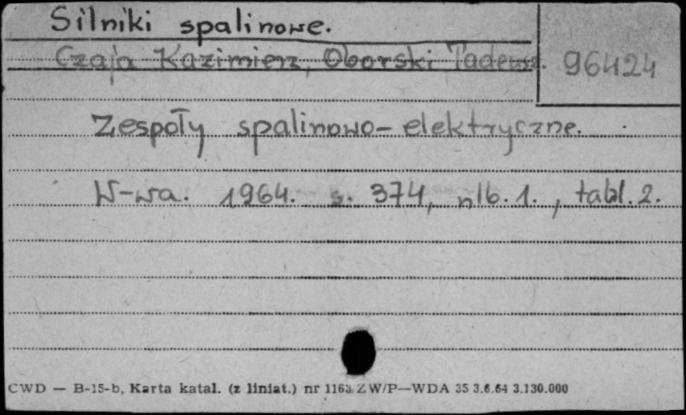 Silniki spalinowe.
Czaja Kazimierz, Oborski Tadeusz. 96424
Zespoły spalinowo-elektryczne.
W-wa. 1964. s. 374, nlb. 1., tabl. 2.
CWD — B-15-b, Karta katal. (z liniat.) nr 1163 ZW/P—WDA 35 3.6.64 3.130.000